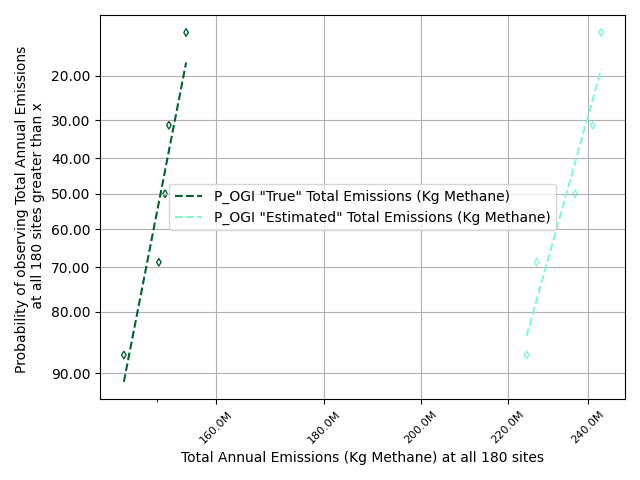 Probability of observing Total Annual Emissions
at all 180 sites greater than x
20.00
30.00
40.00
50.00
60.00
70.00
80.00
90.00
P_OGI "True" Total Emissions (Kg Methane)
P_OGI "Estimated" Total Emissions (Kg Methane)
160.0M
180.0M
200.0M
220.0M
240.0M
Total Annual Emissions (Kg Methane) at all 180 sites